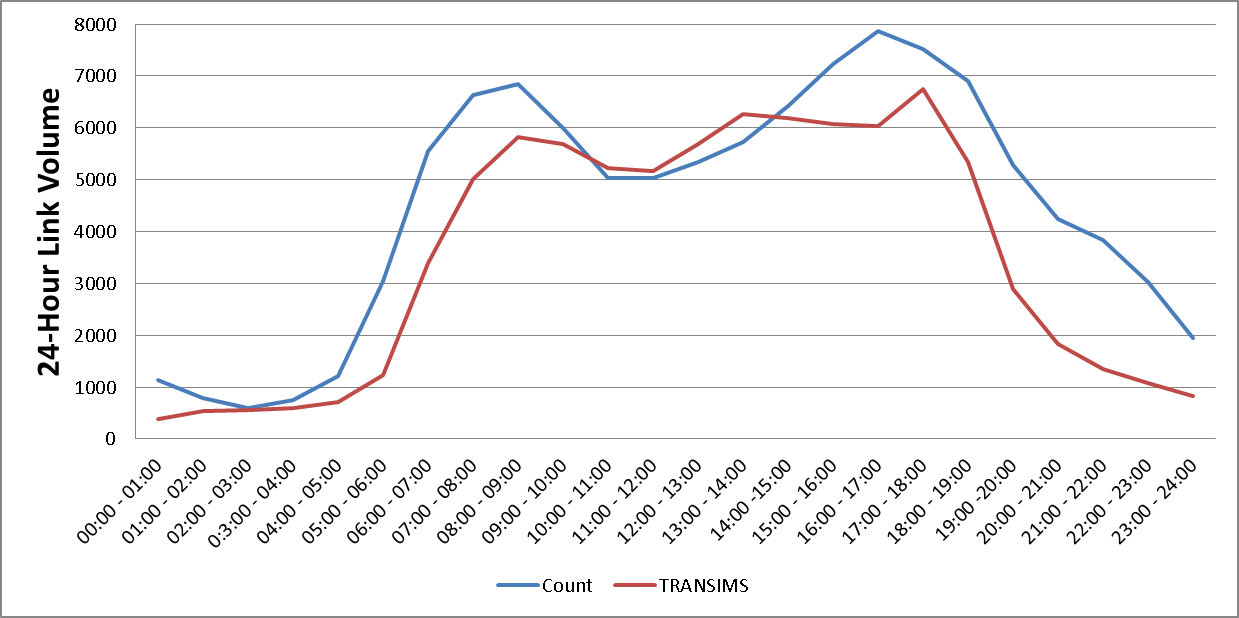 24-Hour Link Volume
8000
7000
6000
5000
4000
3000
2000
1000
0
00:00 - 01:00
01:00 - 02:00
02:00 - 03:00
0:3:00 - 04:00
04:00 - 05:00
05:00 - 06:00
06:00 - 07:00
07:00 - 08:00
08:00 - 09:00
09:00 - 10:00
10:00 - 11:00
11:00 - 12:00
12:00 - 13:00
13:00 - 14:00
14:00 -15:00
15:00 - 16:00
16:00 - 17:00
17:00 - 18:00
18:00 - 19:00
19:00 -20:00
20:00 - 21:00
21:00 - 22:00
22:00 - 23:00
23:00 - 24:00
Count
TRANSIMS